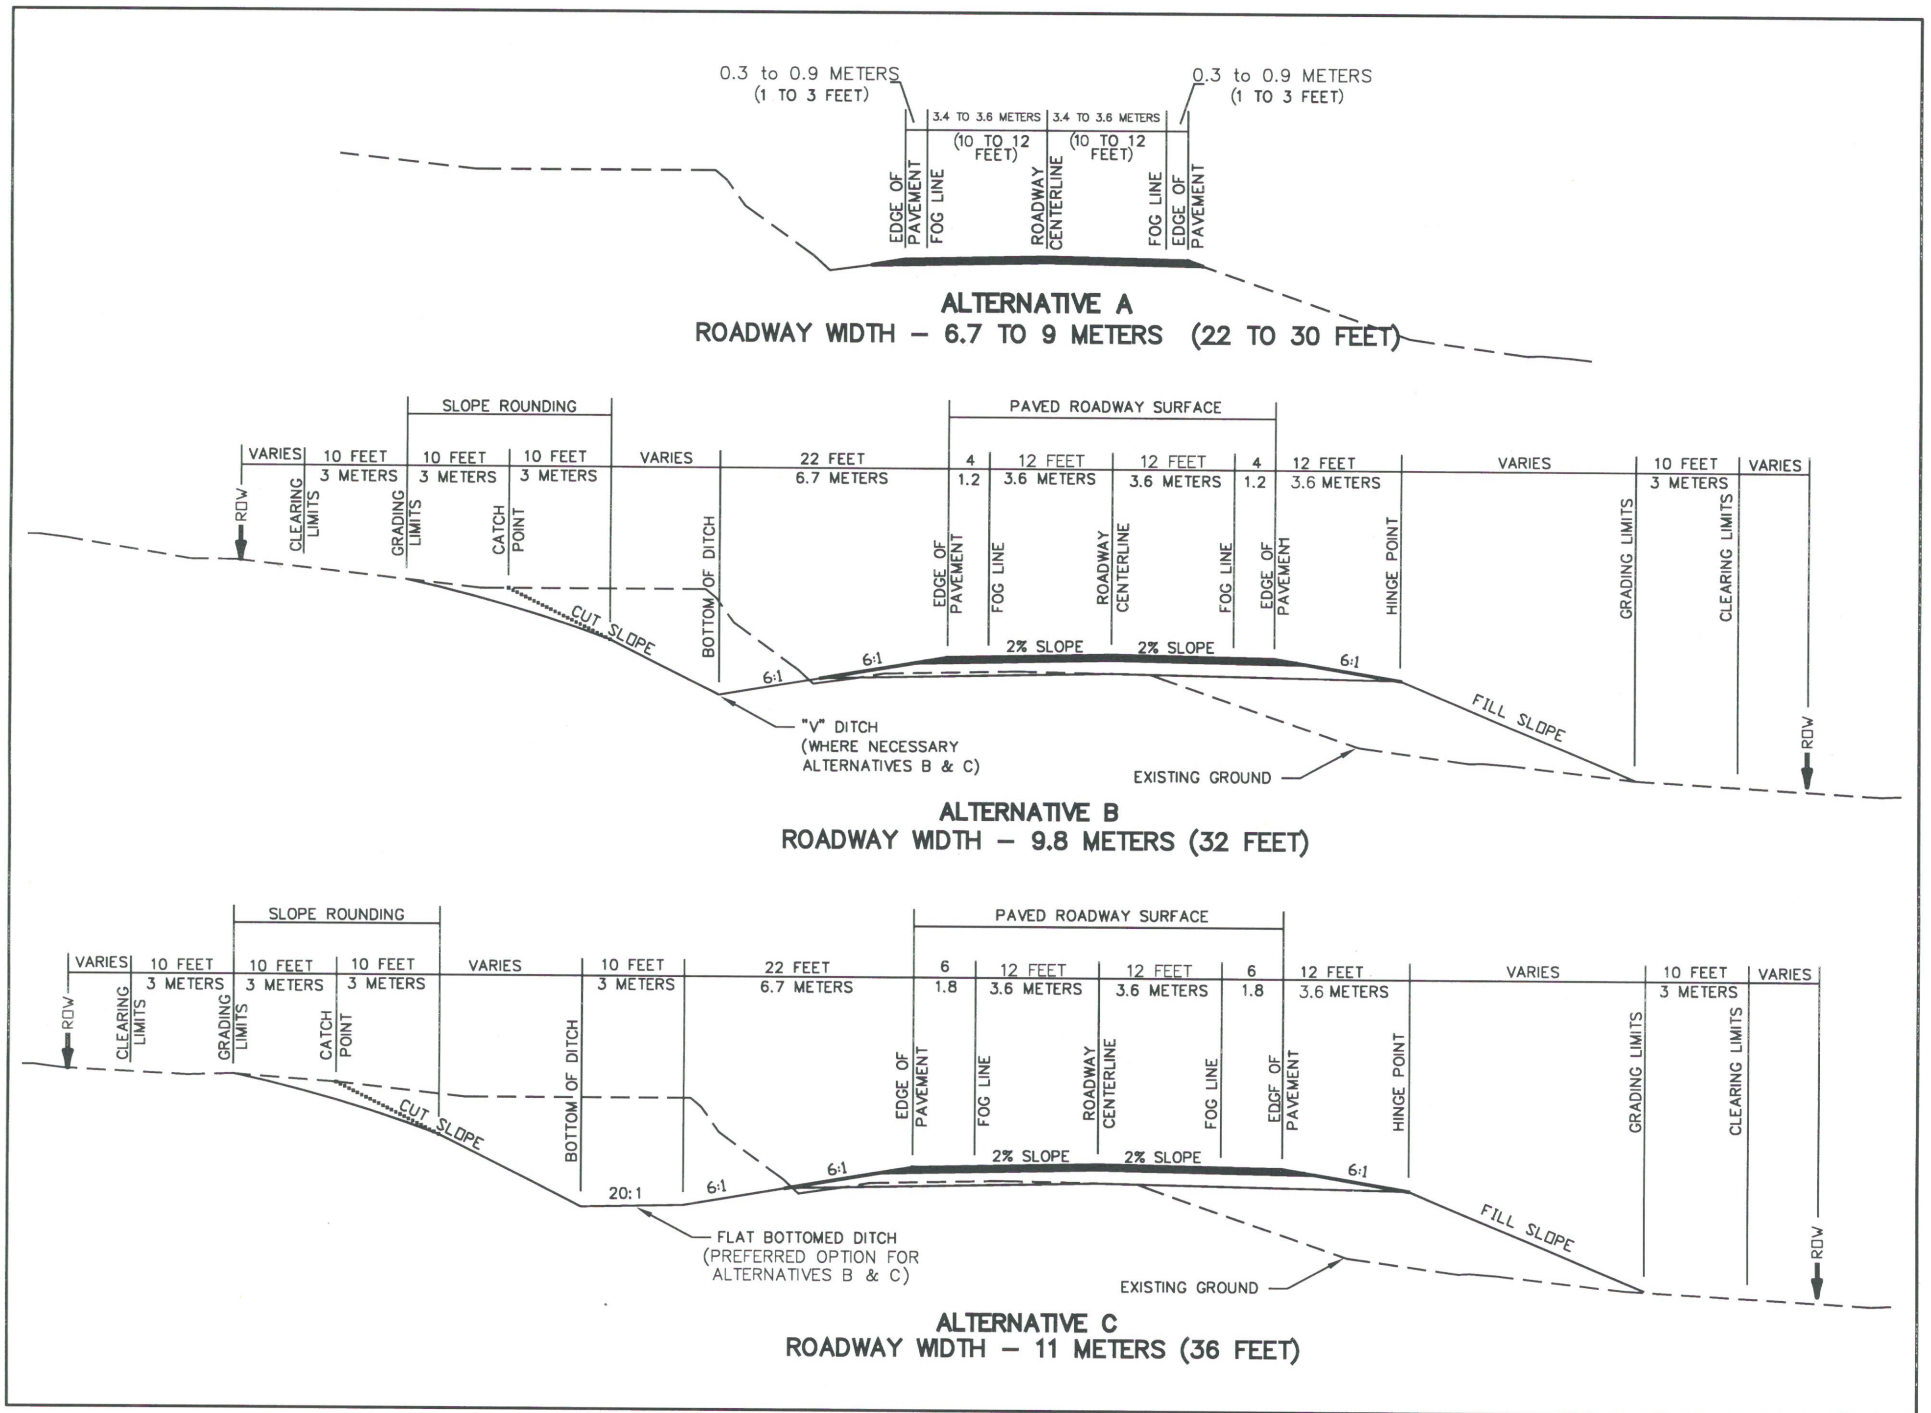 0.3 to 0.9 METERS
(1 TO 3 FEET)
0.3 to 0.9 METERS
(1 TO 3 FEET)
3.4 TO 3.6 METERS
3.4 TO 3.6 METERS
(10 TO 12
FEET)
(10 TO 12
FEET)
EDGE OF
PAVEMENT
FOG LINE
ROADWAY
CENTERLINE
FOG LINE
EDGE OF
PAVEMENT
ALTERNATIVE A
ROADWAY WIDTH – 6.7 TO 9 METERS (22 TO 30 FEET)
SLOPE ROUNDING
PAVED ROADWAY SURFACE
VARIES
10 FEET
10 FEET
10 FEET
VARIES
22 FEET
4
12 FEET
12 FEET
4
12 FEET
VARIES
10 FEET
VARIES
3 METERS
3 METERS
3 METERS
6.7 METERS
1.2
3.6 METERS
3.6 METERS
1.2
3.6 METERS
3 METERS
ROW
CLEARING
LIMITS
GRADING
LIMITS
CATCH
POINT
BOTTOM OF DITCH
EDGE OF
PAVEMENT
FOG LINE
ROADWAY
CENTERLINE
FOG LINE
EDGE OF
PAVEMENT
HINGE POINT
GRADING LIMITS
CLEARING LIMITS
ROW
CUT SLOPE
6:1
6:1
2% SLOPE
2% SLOPE
6:1
FILL SLOPE
"V" DITCH
(WHERE NECESSARY
ALTERNATIVES B & C)
EXISTING GROUND
ALTERNATIVE B
ROADWAY WIDTH – 9.8 METERS (32 FEET)
SLOPE ROUNDING
PAVED ROADWAY SURFACE
VARIES
10 FEET
10 FEET
10 FEET
VARIES
10 FEET
22 FEET
6
12 FEET
12 FEET
6
12 FEET
VARIES
10 FEET
VARIES
3 METERS
3 METERS
3 METERS
3 METERS
6.7 METERS
1.8
3.6 METERS
3.6 METERS
1.8
3.6 METERS
3 METERS
ROW
CLEARING
LIMITS
GRADING
LIMITS
CATCH
POINT
BOTTOM OF DITCH
EDGE OF
PAVEMENT
FOG LINE
ROADWAY
CENTERLINE
FOG LINE
EDGF OF
PAVEMENT
HINGE POINT
GRADING LIMITS
CLEARING LIMITS
ROW
CUT SLOPE
20:1
6:1
6:1
2% SLOPE
2% SLOPE
6:1
FILL SLOPE
FLAT BOTTOMED DITCH
(PREFERRED OPTION FOR
ALTERNATIVES B & C)
EXISTING GROUND
ALTERNATIVE C
ROADWAY WIDTH – 11 METERS (36 FEET)